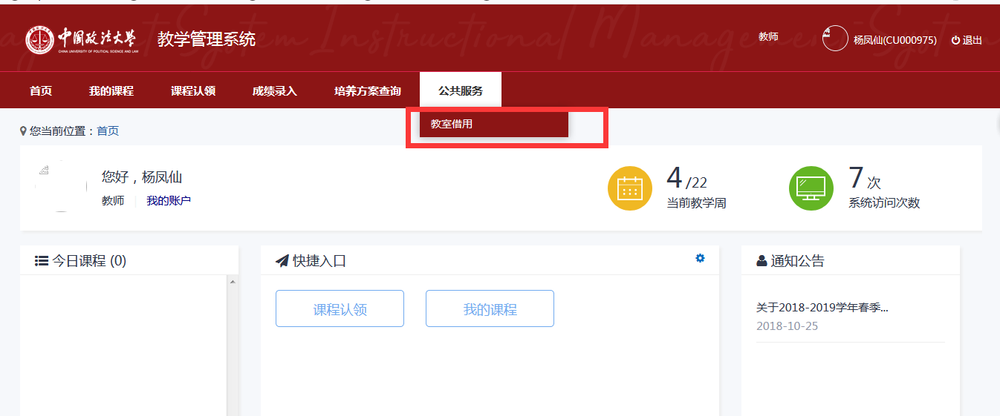 中国政法大学
CHINA UNIVERSITY OF POLITICAL SCIENCE AND LAW
教学管理系统
教师
杨凤仙(CU000975)
退出
首页 我的课程 课程认领 成绩录入 培养方案查询 公共服务
教室借用
您当前位置：首页
您好，杨凤仙
教师 我的账户
4/22
当前教学周
7 次
系统访问次数
今日课程 (0)
快捷入口
课程认领 我的课程
通知公告
关于2018-2019学年春季...
2018-10-25